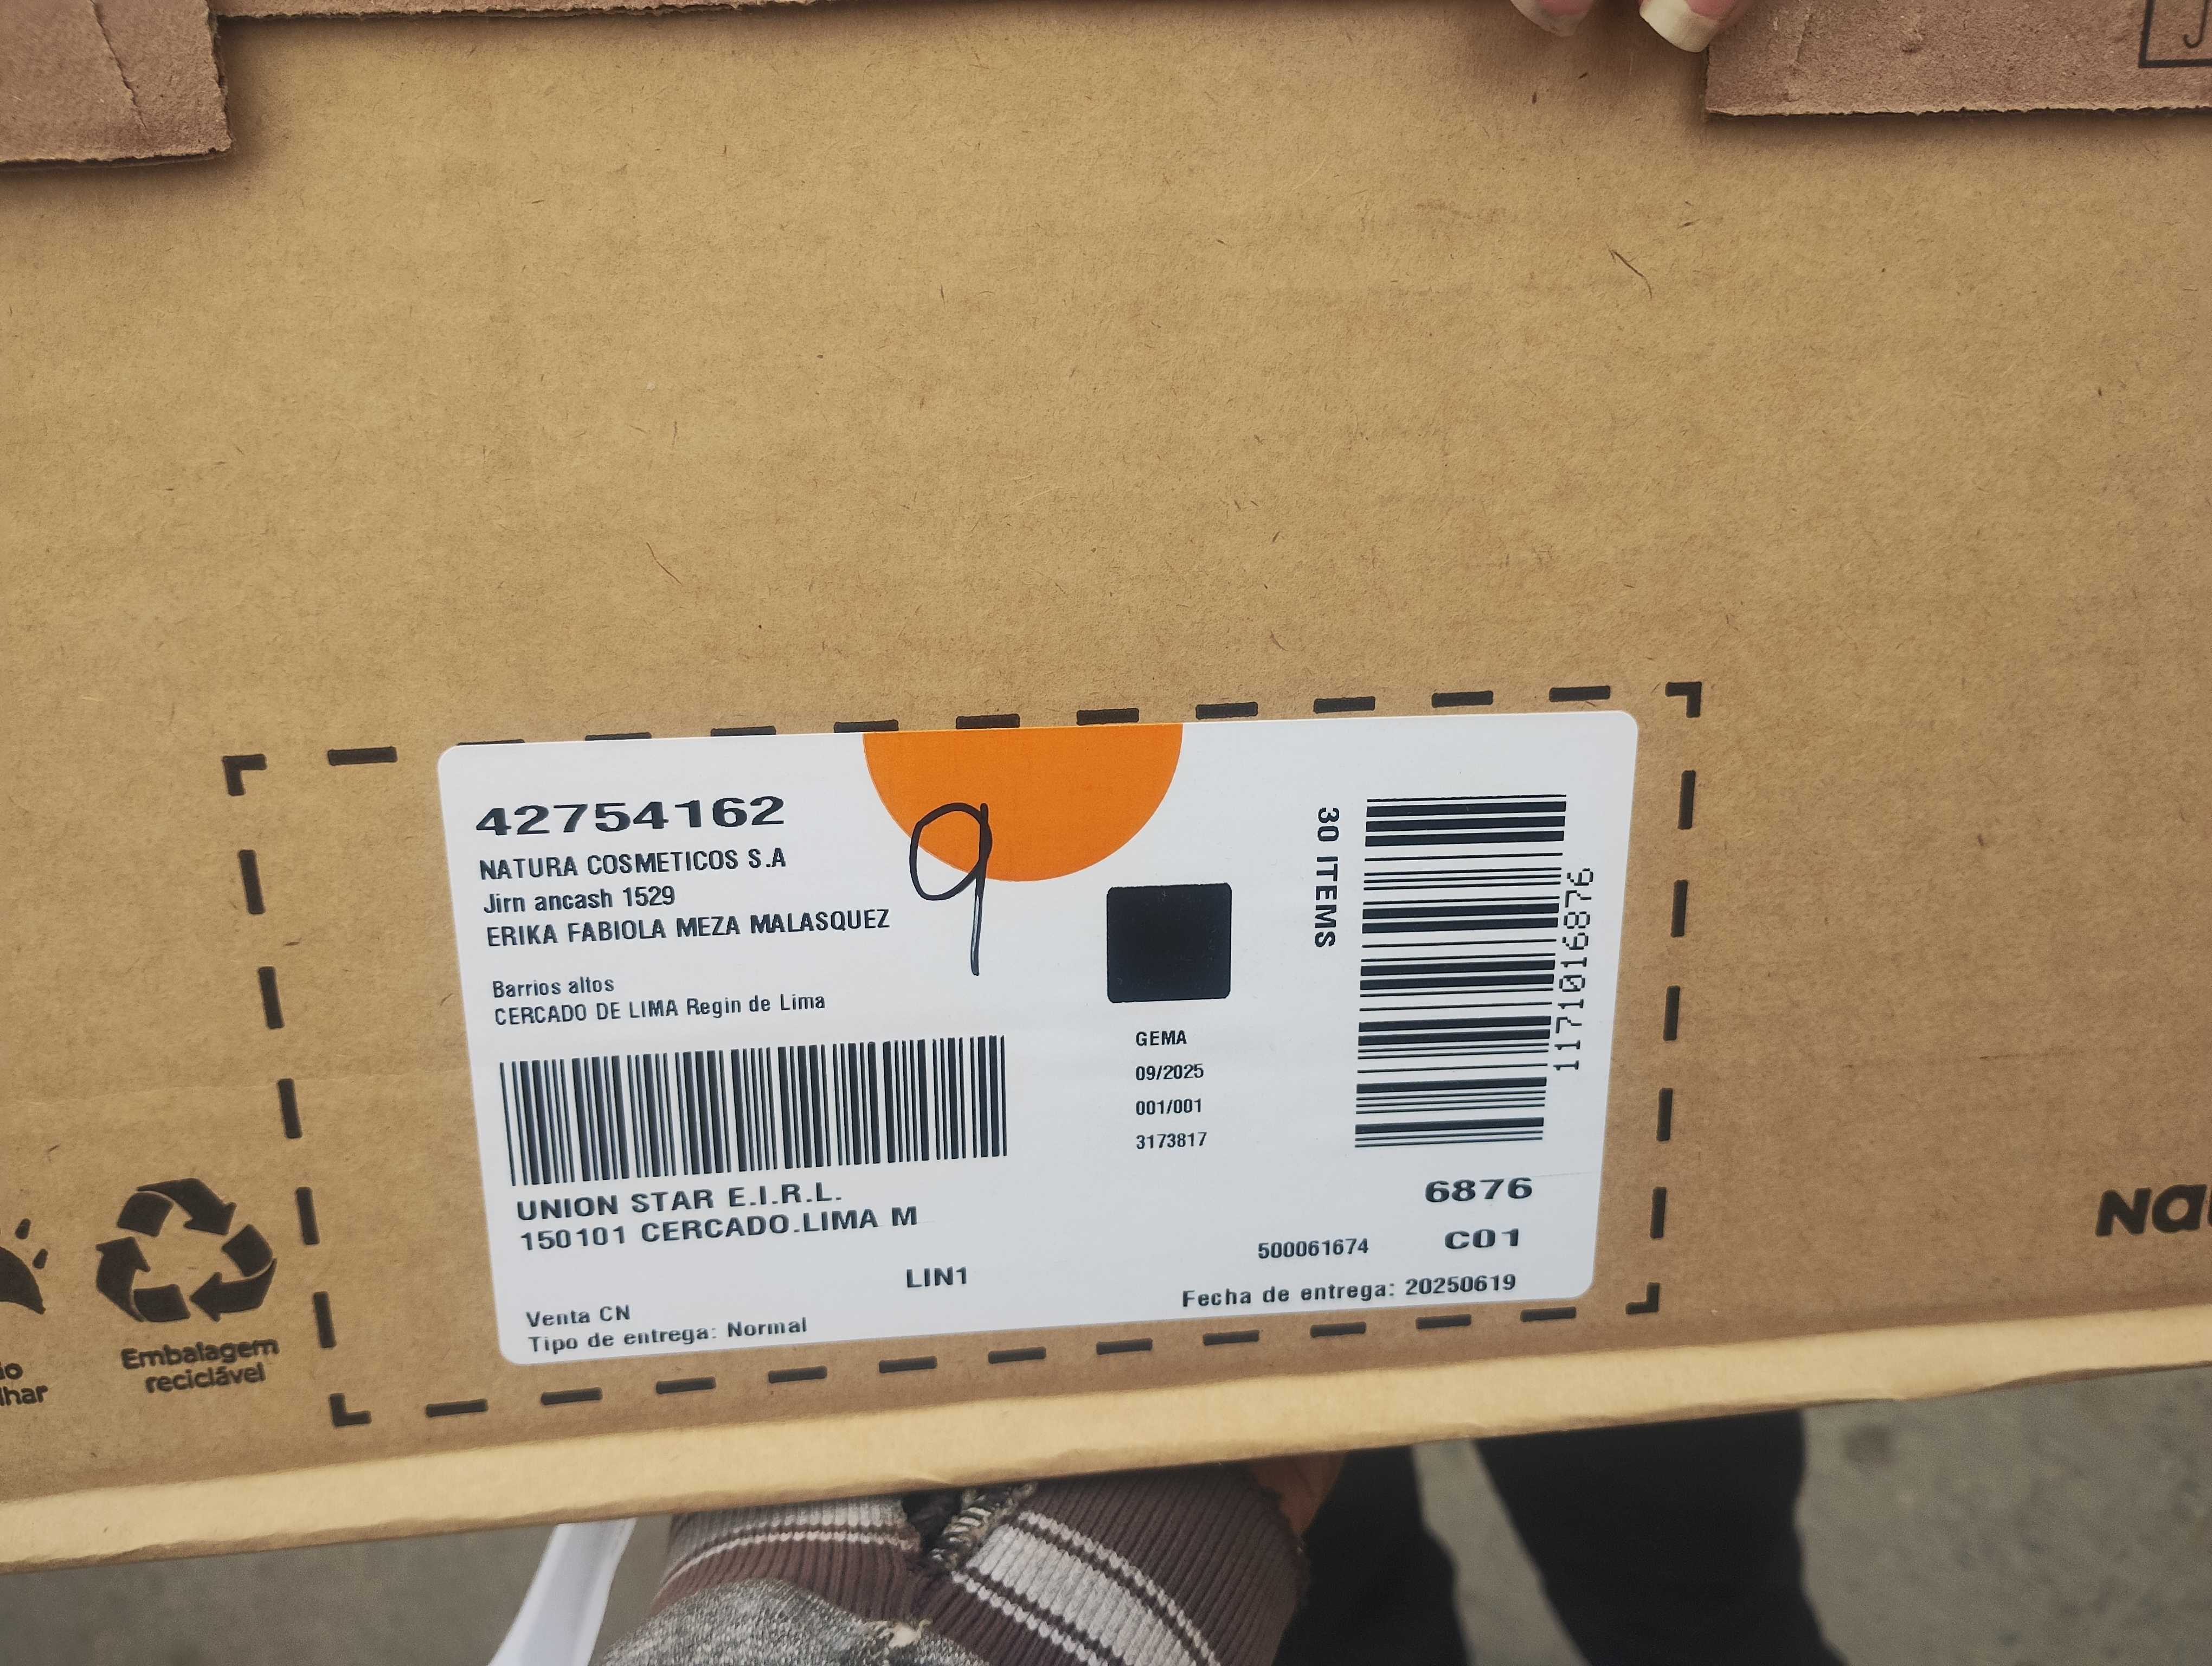 42754162
NATURA COSMETICOS S.A
Jirn ancash 1529
ERIKA FABIOLA MEZA MALASQUEZ
Barrios altos
CERCADO DE LIMA Regin de Lima
9
UNION STAR E.I.R.L.
150101 CERCADO.LIMA M
LIN1
Venta CN
Tipo de entrega: Normal
GEMA
09/2025
001/001
3173817
30 ITEMS
1171016876
6876
C01
500061674
Fecha de entrega: 20250619
Embalagem
reciclável